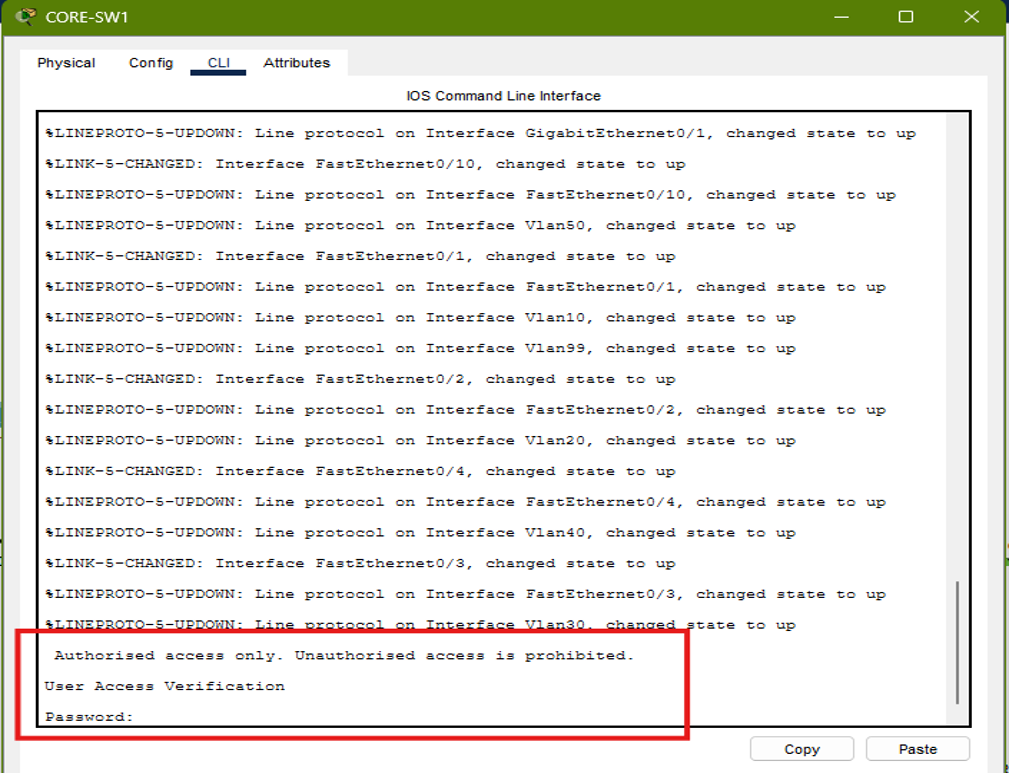 CORE-SW1
Physical Config CLI Attributes
IOS Command Line Interface
%LINEPROTO-5-UPDOWN: Line protocol on Interface GigabitEthernet0/1, changed state to up
%LINK-5-CHANGED: Interface FastEthernet0/10, changed state to up
%LINEPROTO-5-UPDOWN: Line protocol on Interface FastEthernet0/10, changed state to up
%LINEPROTO-5-UPDOWN: Line protocol on Interface Vlan50, changed state to up
%LINK-5-CHANGED: Interface FastEthernet0/1, changed state to up
%LINEPROTO-5-UPDOWN: Line protocol on Interface FastEthernet0/1, changed state to up
%LINEPROTO-5-UPDOWN: Line protocol on Interface Vlan10, changed state to up
%LINEPROTO-5-UPDOWN: Line protocol on Interface Vlan99, changed state to up
%LINK-5-CHANGED: Interface FastEthernet0/2, changed state to up
%LINEPROTO-5-UPDOWN: Line protocol on Interface FastEthernet0/2, changed state to up
%LINEPROTO-5-UPDOWN: Line protocol on Interface Vlan20, changed state to up
%LINK-5-CHANGED: Interface FastEthernet0/4, changed state to up
%LINEPROTO-5-UPDOWN: Line protocol on Interface FastEthernet0/4, changed state to up
%LINEPROTO-5-UPDOWN: Line protocol on Interface Vlan40, changed state to up
%LINK-5-CHANGED: Interface FastEthernet0/3, changed state to up
%LINEPROTO-5-UPDOWN: Line protocol on Interface FastEthernet0/3, changed state to up
%LINEPROTO-5-UPDOWN: Line protocol on Interface Vlan30, changed state to up
Authorised access only. Unauthorised access is prohibited.
User Access Verification
Password:
Copy Paste